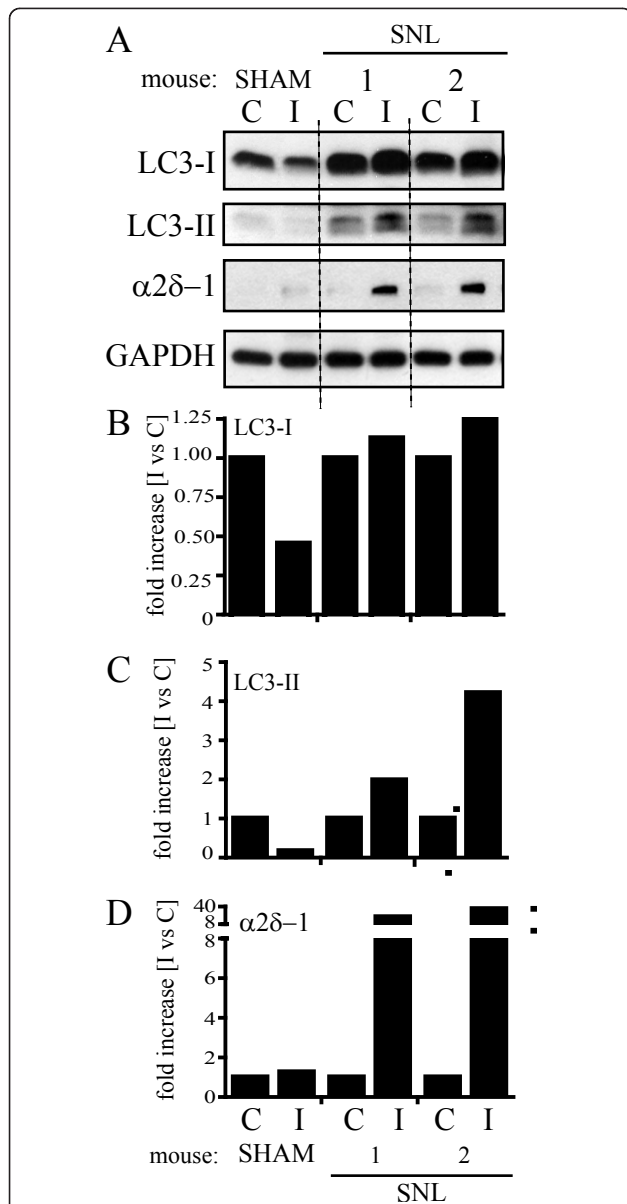 A
SNL
mouse: SHAM 1 2
C I C I C I
LC3-I
LC3-II
α2δ–1
GAPDH
B
LC3-I
fold increase [I vs C]
1.25
1.00
0.75
0.50
0.25
0
C
LC3-II
fold increase [I vs C]
5
4
3
2
1
0
D
α2δ–1
fold increase [I vs C]
40
8
8
6
4
2
0
C I C I C I
mouse: SHAM 1 2
SNL